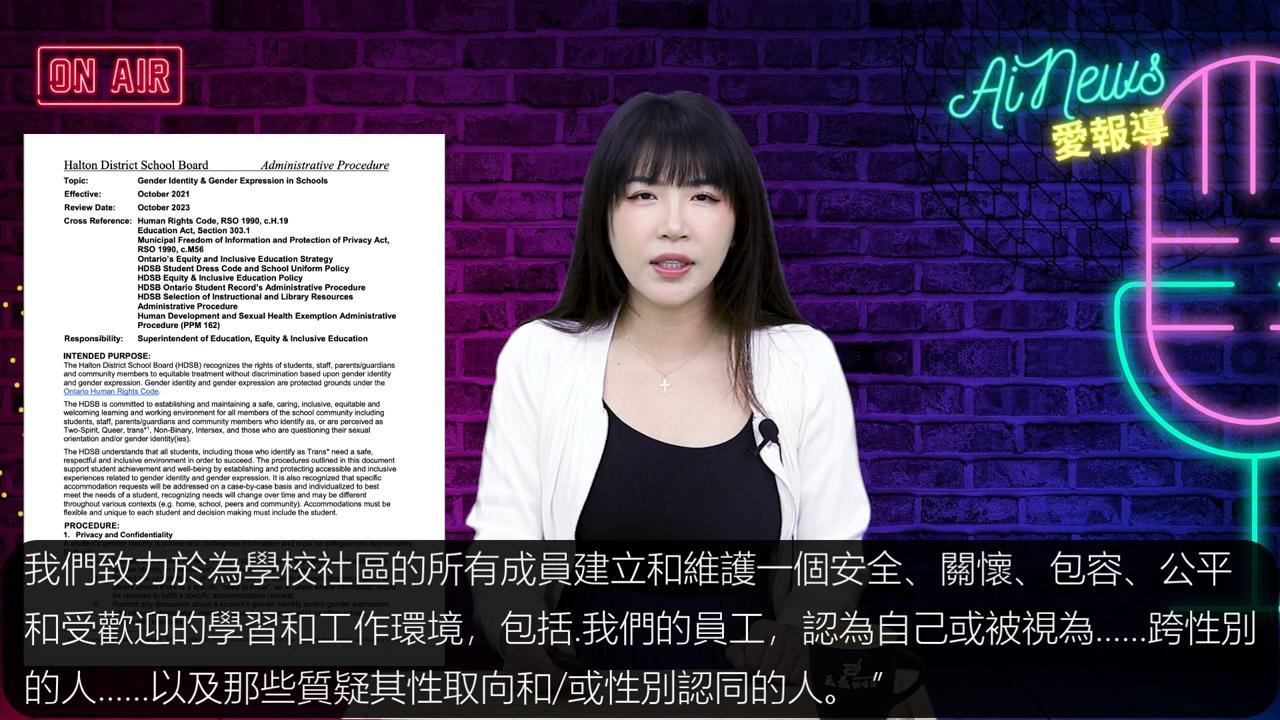 ON AIR
Ai News
愛報導
Halton District School Board Administrative Procedure
Topic: Gender Identity & Gender Expression in Schools
Effective: October 2021
Review Date: October 2023
Cross Reference: Human Rights Code, RSO 1990, c.H.19
Education Act, Section 303.1
Municipal Freedom of Information and Protection of Privacy Act,
RSO 1990, c.M56
Ontario's Equity and Inclusive Education Strategy
HDSB Student Dress Code and School Uniform Policy
HDSB Equity & Inclusive Education Policy
HDSB Ontario Student Record's Administrative Procedure
HDSB Selection of Instructional and Library Resources
Administrative Procedure
Human Development and Sexual Health Exemption Administrative
Procedure (PPM 162)
Responsibility: Superintendent of Education, Equity & Inclusive Education
INTENDED PURPOSE:
The Halton District School Board (HDSB) recognizes the rights of students, staff, parents/guardians
and community members to equitable treatment without discrimination based upon gender identity
and gender expression. Gender identity and gender expression are protected grounds under the
Ontario Human Rights Code.
The HDSB is committed to establishing and maintaining a safe, caring, inclusive, equitable and
welcoming learning and working environment for all members of the school community including
students, staff, parents/guardians and community members who identify as, or are perceived as
Two-Spirit, Queer, trans*¹, Non-Binary, Intersex, and those who are questioning their sexual
orientation and/or gender identity(ies).
The HDSB understands that all students, including those who identify as Trans* need a safe,
respectful and inclusive environment in order to succeed. The procedures outlined in this document
support student achievement and well-being by establishing and protecting accessible and inclusive
experiences related to gender identity and gender expression. It is also recognized that specific
accommodation requests will be addressed on a case-by-case basis and individualized to best
meet the needs of a student, recognizing needs will change over time and may be different
throughout various contexts (e.g. home, school, peers and community). Accommodations must be
flexible and unique to each student and decision making must include the student.
PROCEDURE:
1. Privacy and Confidentiality
我們致力於為學校社區的所有成員建立和維護一個安全、關懷、包容、公平
和受歡迎的學習和工作環境，包括.我們的員工，認為自己或被視為......跨性別
的人......以及那些質疑其性取向和/或性別認同的人。"